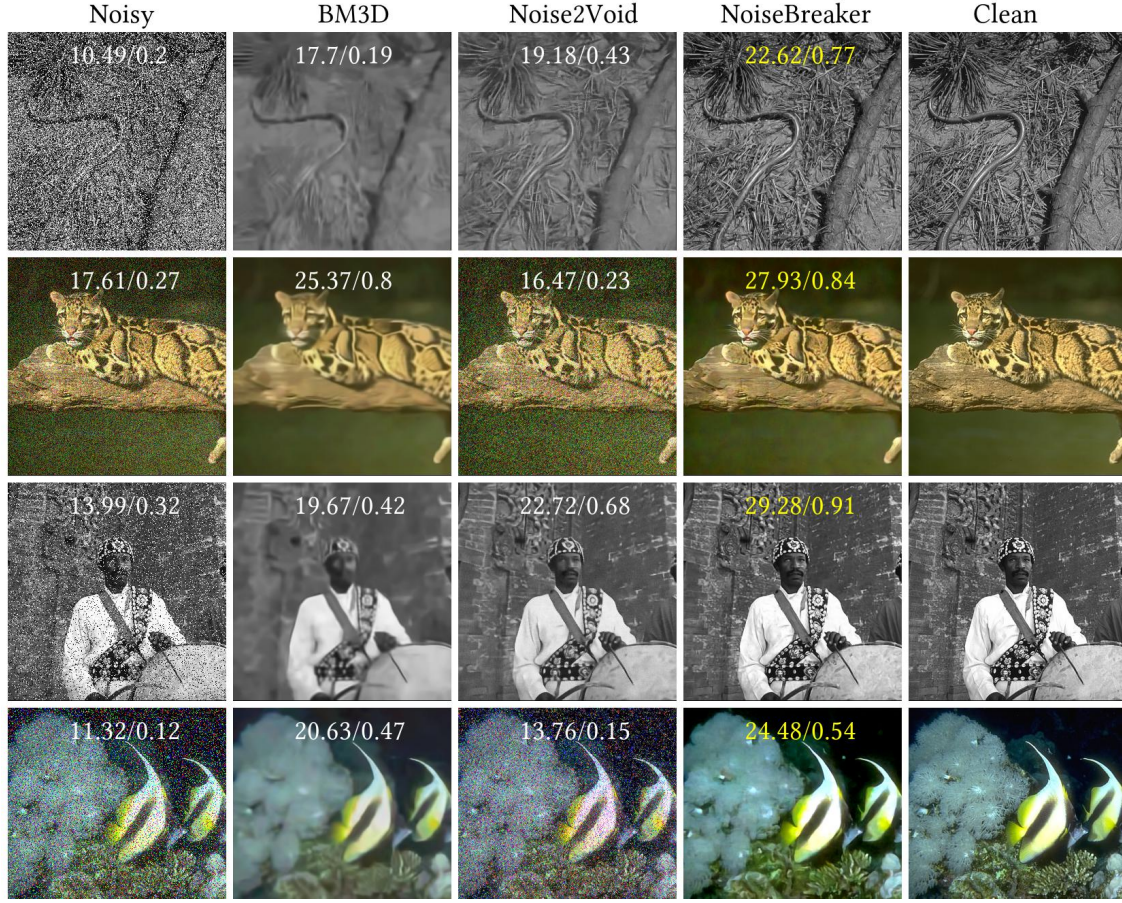 Noisy BM3D Noise2Void NoiseBreaker Clean
10.49/0.2 17.7/0.19 19.18/0.43 22.62/0.77
17.61/0.27 25.37/0.8 16.47/0.23 27.93/0.84
13.99/0.32 19.67/0.42 22.72/0.68 29.28/0.91
11.32/0.12 20.63/0.47 13.76/0.15 24.48/0.54